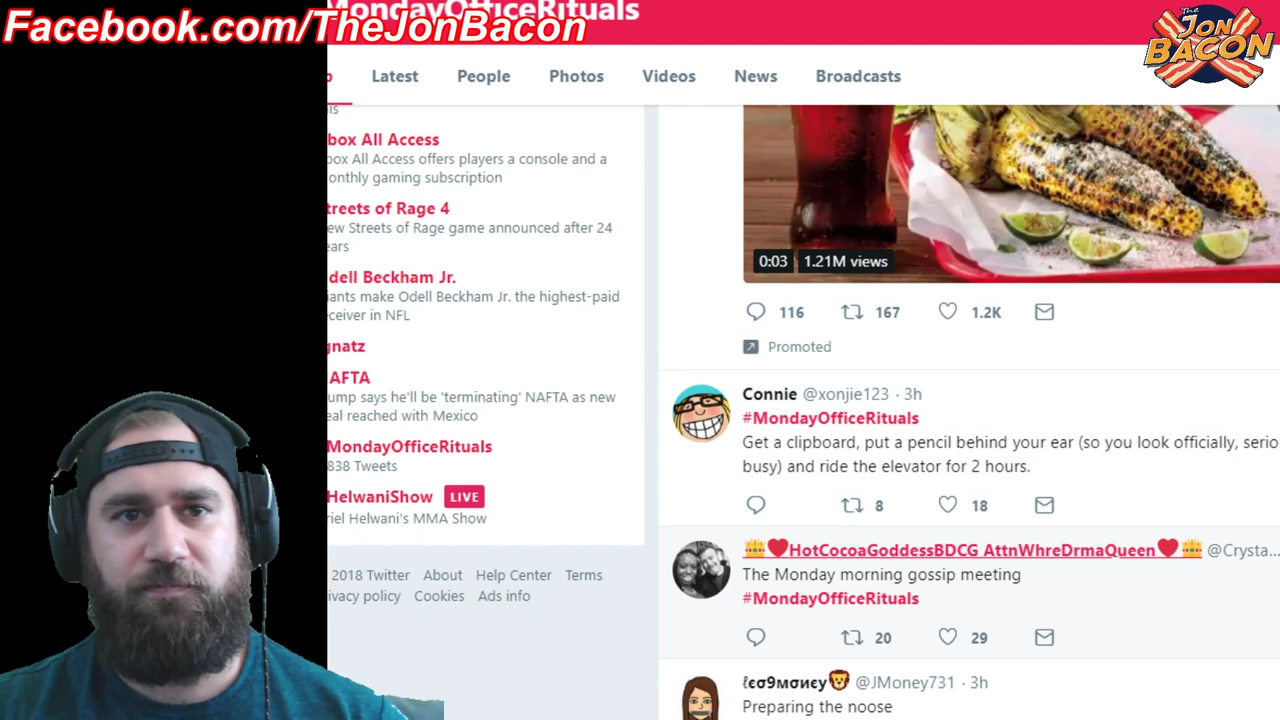 MondayOfficeRituals
Facebook.com/TheJonBacon
The
JON
BACON
Latest
People
Photos
Videos
News
Broadcasts
box All Access
box All Access offers players a console and a
onthly gaming subscription
treets of Rage 4
ew Streets of Rage game announced after 24
ears
dell Beckham Jr.
iants make Odell Beckham Jr. the highest-paid
eceiver in NFL
gnatz
AFTA
ump says he'll be 'terminating' NAFTA as new
eal reached with Mexico
MondayOfficeRituals
838 Tweets
HelwaniShow LIVE
riel Helwani's MMA Show
2018 Twitter About Help Center Terms
rivacy policy Cookies Ads info
0:03 1.21M views
116 167 1.2K
Promoted
Connie @xonjie123 · 3h
#MondayOfficeRituals
Get a clipboard, put a pencil behind your ear (so you look officially, serio
busy) and ride the elevator for 2 hours.
8 18
👑❤HotCocoaGoddessBDCG AttnWhreDrmaQueen❤👑 @Crysta...
The Monday morning gossip meeting
#MondayOfficeRituals
20 29
ℓєσ9мσηєу🦁 @JMoney731 · 3h
Preparing the noose